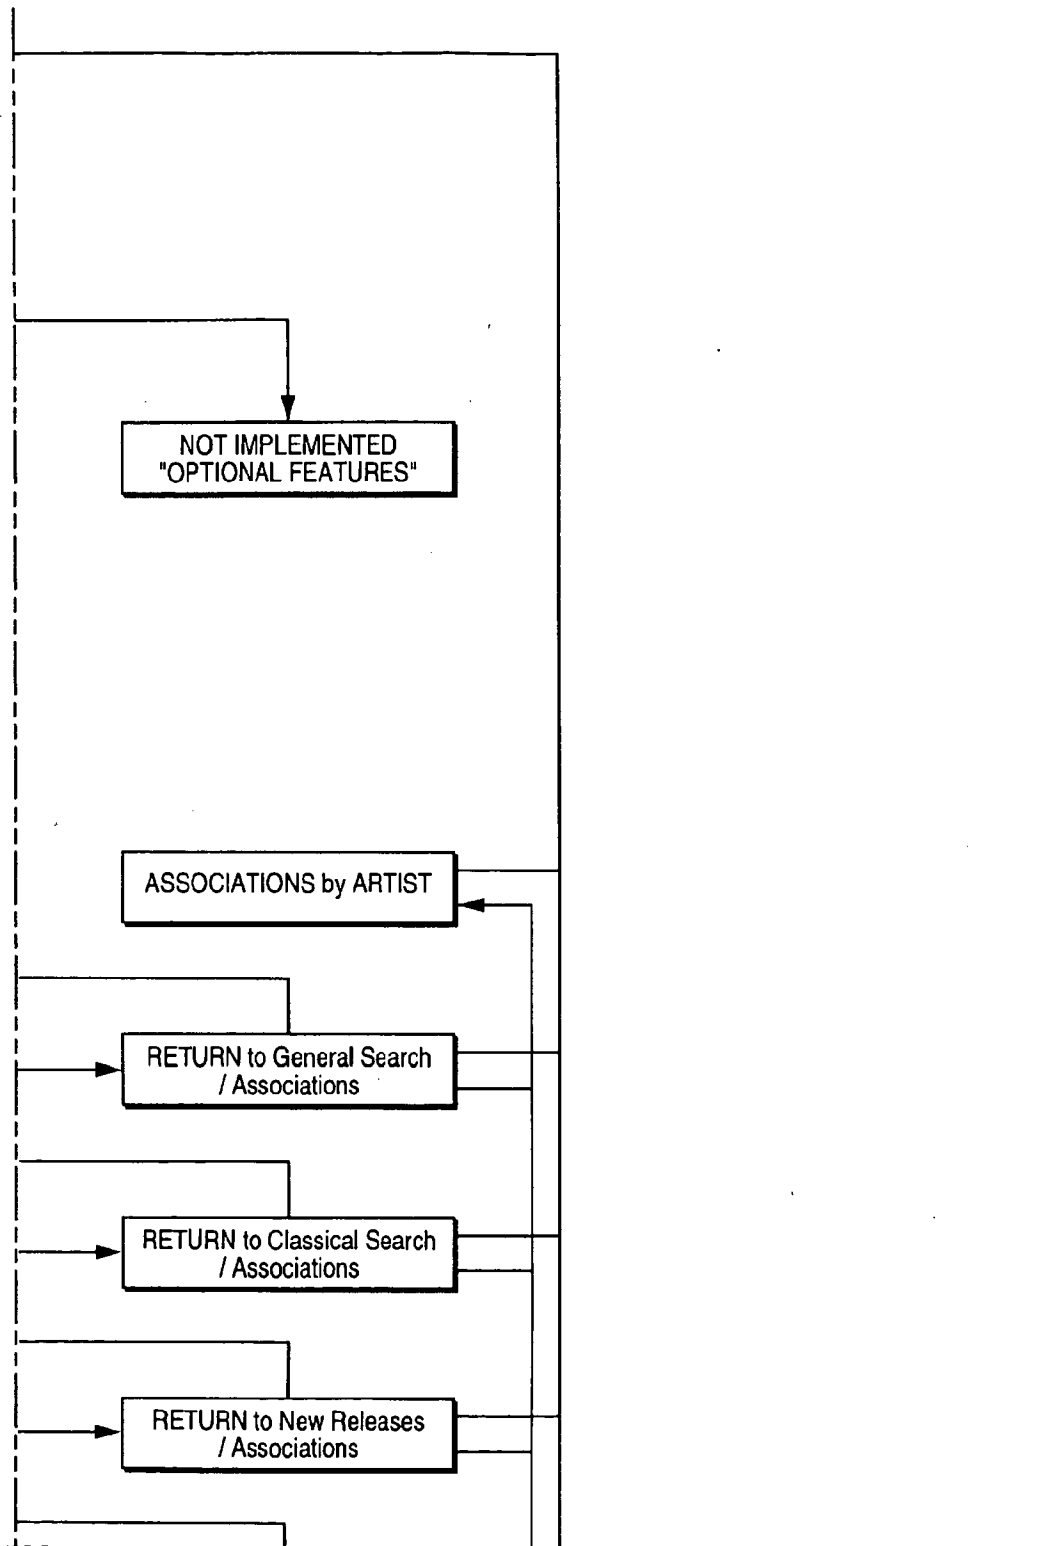 NOT IMPLEMENTED
"OPTIONAL FEATURES"
ASSOCIATIONS by ARTIST
RETURN to General Search
/ Associations
RETURN to Classical Search
/ Associations
RETURN to New Releases
/ Associations